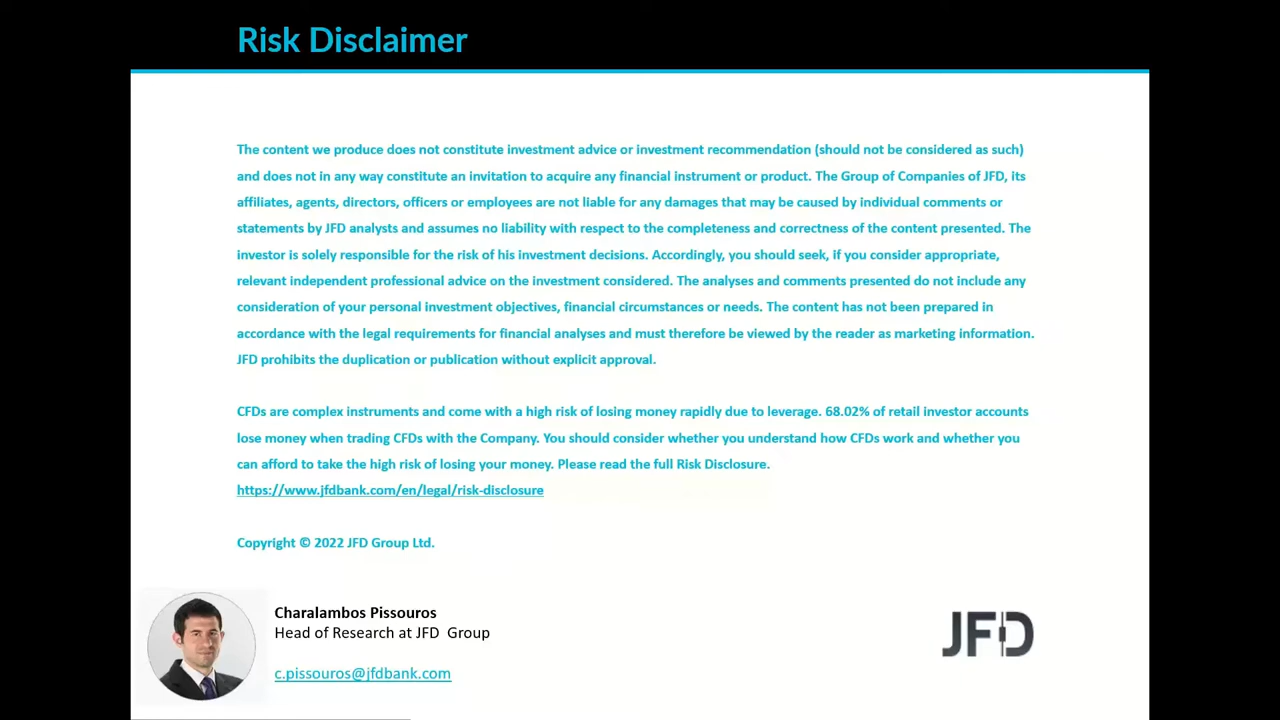 Risk Disclaimer
The content we produce does not constitute investment advice or investment recommendation (should not be considered as such)
and does not in any way constitute an invitation to acquire any financial instrument or product. The Group of Companies of JFD, its
affiliates, agents, directors, officers or employees are not liable for any damages that may be caused by individual comments or
statements by JFD analysts and assumes no liability with respect to the completeness and correctness of the content presented. The
investor is solely responsible for the risk of his investment decisions. Accordingly, you should seek, if you consider appropriate,
relevant independent professional advice on the investment considered. The analyses and comments presented do not include any
consideration of your personal investment objectives, financial circumstances or needs. The content has not been prepared in
accordance with the legal requirements for financial analyses and must therefore be viewed by the reader as marketing information.
JFD prohibits the duplication or publication without explicit approval.
CFDs are complex instruments and come with a high risk of losing money rapidly due to leverage. 68.02% of retail investor accounts
lose money when trading CFDs with the Company. You should consider whether you understand how CFDs work and whether you
can afford to take the high risk of losing your money. Please read the full Risk Disclosure.
https://www.jfdbank.com/en/legal/risk-disclosure
Copyright © 2022 JFD Group Ltd.
Charalambos Pissouros
Head of Research at JFD Group
c.pissouros@jfdbank.com
JFD